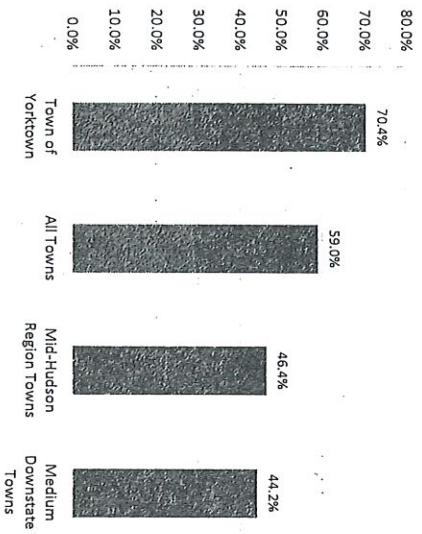 80.0%
70.0%
60.0%
50.0%
40.0%
30.0%
20.0%
10.0%
0.0%
70.4%
59.0%
46.4%
44.2%
Town of
Yorktown
All Towns
Mid-Hudson
Region Towns
Medium
Downstate
Towns